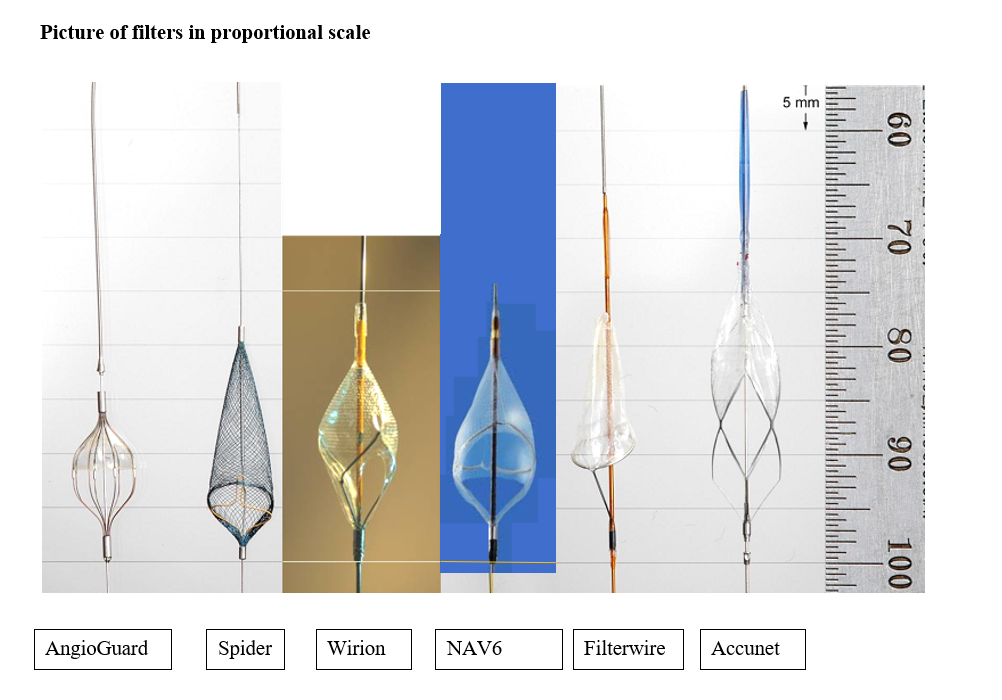 Picture of filters in proportional scale
5 mm
60
70
80
90
100
AngioGuard
Spider
Wirion
NAV6
Filterwire
Accunet